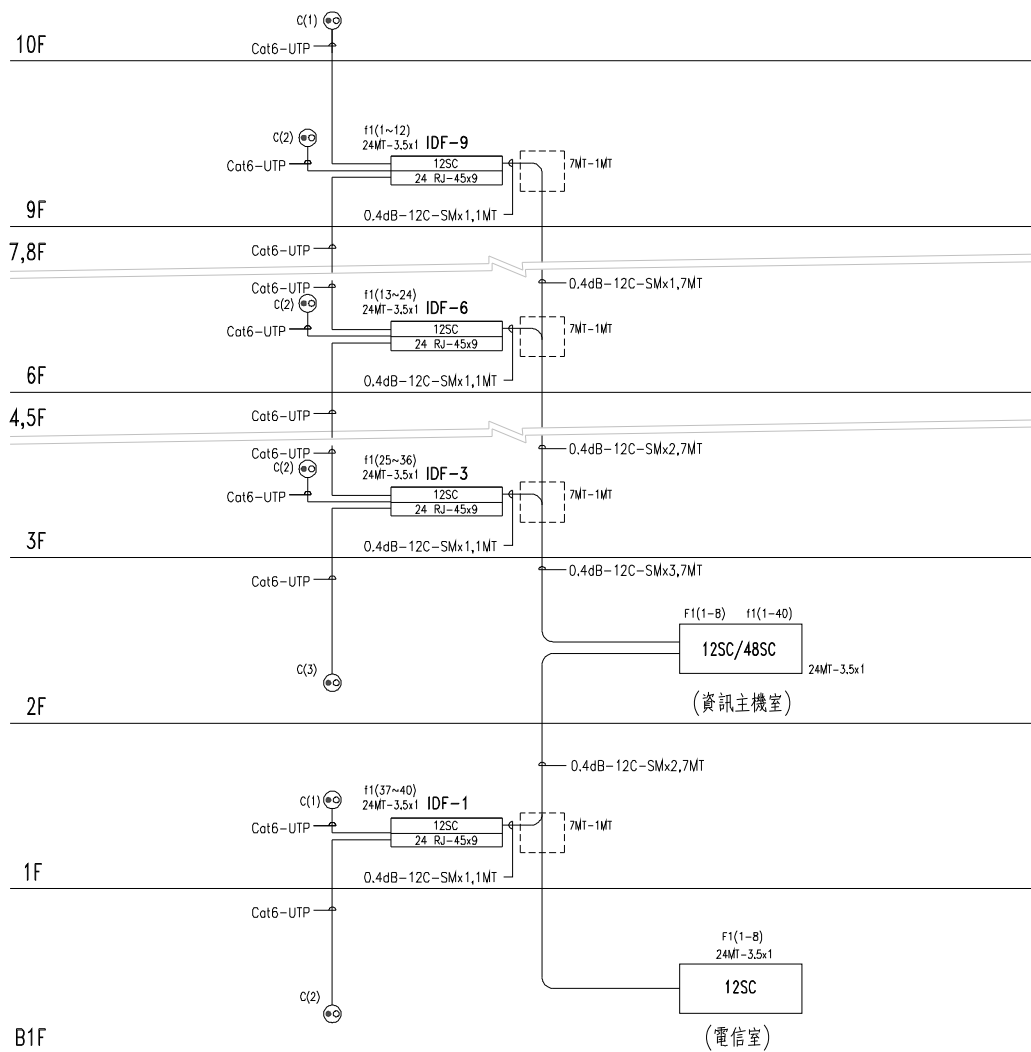 C(1)
10F
Cat6-UTP
f1(1~12)
C(2)
24MT-3.5x1 IDF-9
Cat6-UTP
12SC
7MT-1MT
24 RJ-45x9
9F
0.4dB-12C-SMx1,1MT
7,8F
Cat6-UTP
0.4dB-12C-SMx1,7MT
Cat6-UTP
f1(13~24)
C(2)
24MT-3.5x1 IDF-6
Cat6-UTP
12SC
7MT-1MT
24 RJ-45x9
6F
0.4dB-12C-SMx1,1MT
4,5F
Cat6-UTP
0.4dB-12C-SMx2,7MT
Cat6-UTP
f1(25~36)
C(2)
24MT-3.5x1 IDF-3
Cat6-UTP
12SC
7MT-1MT
24 RJ-45x9
3F
0.4dB-12C-SMx1,1MT
0.4dB-12C-SMx3,7MT
Cat6-UTP
F1(1-8) f1(1-40)
12SC/48SC
C(3)
24MT-3.5x1
2F
(資訊主機室)
0.4dB-12C-SMx2,7MT
f1(37~40)
C(1)
24MT-3.5x1 IDF-1
Cat6-UTP
12SC
7MT-1MT
24 RJ-45x9
1F
0.4dB-12C-SMx1,1MT
Cat6-UTP
F1(1-8)
24MT-3.5x1
C(2)
12SC
B1F
(電信室)